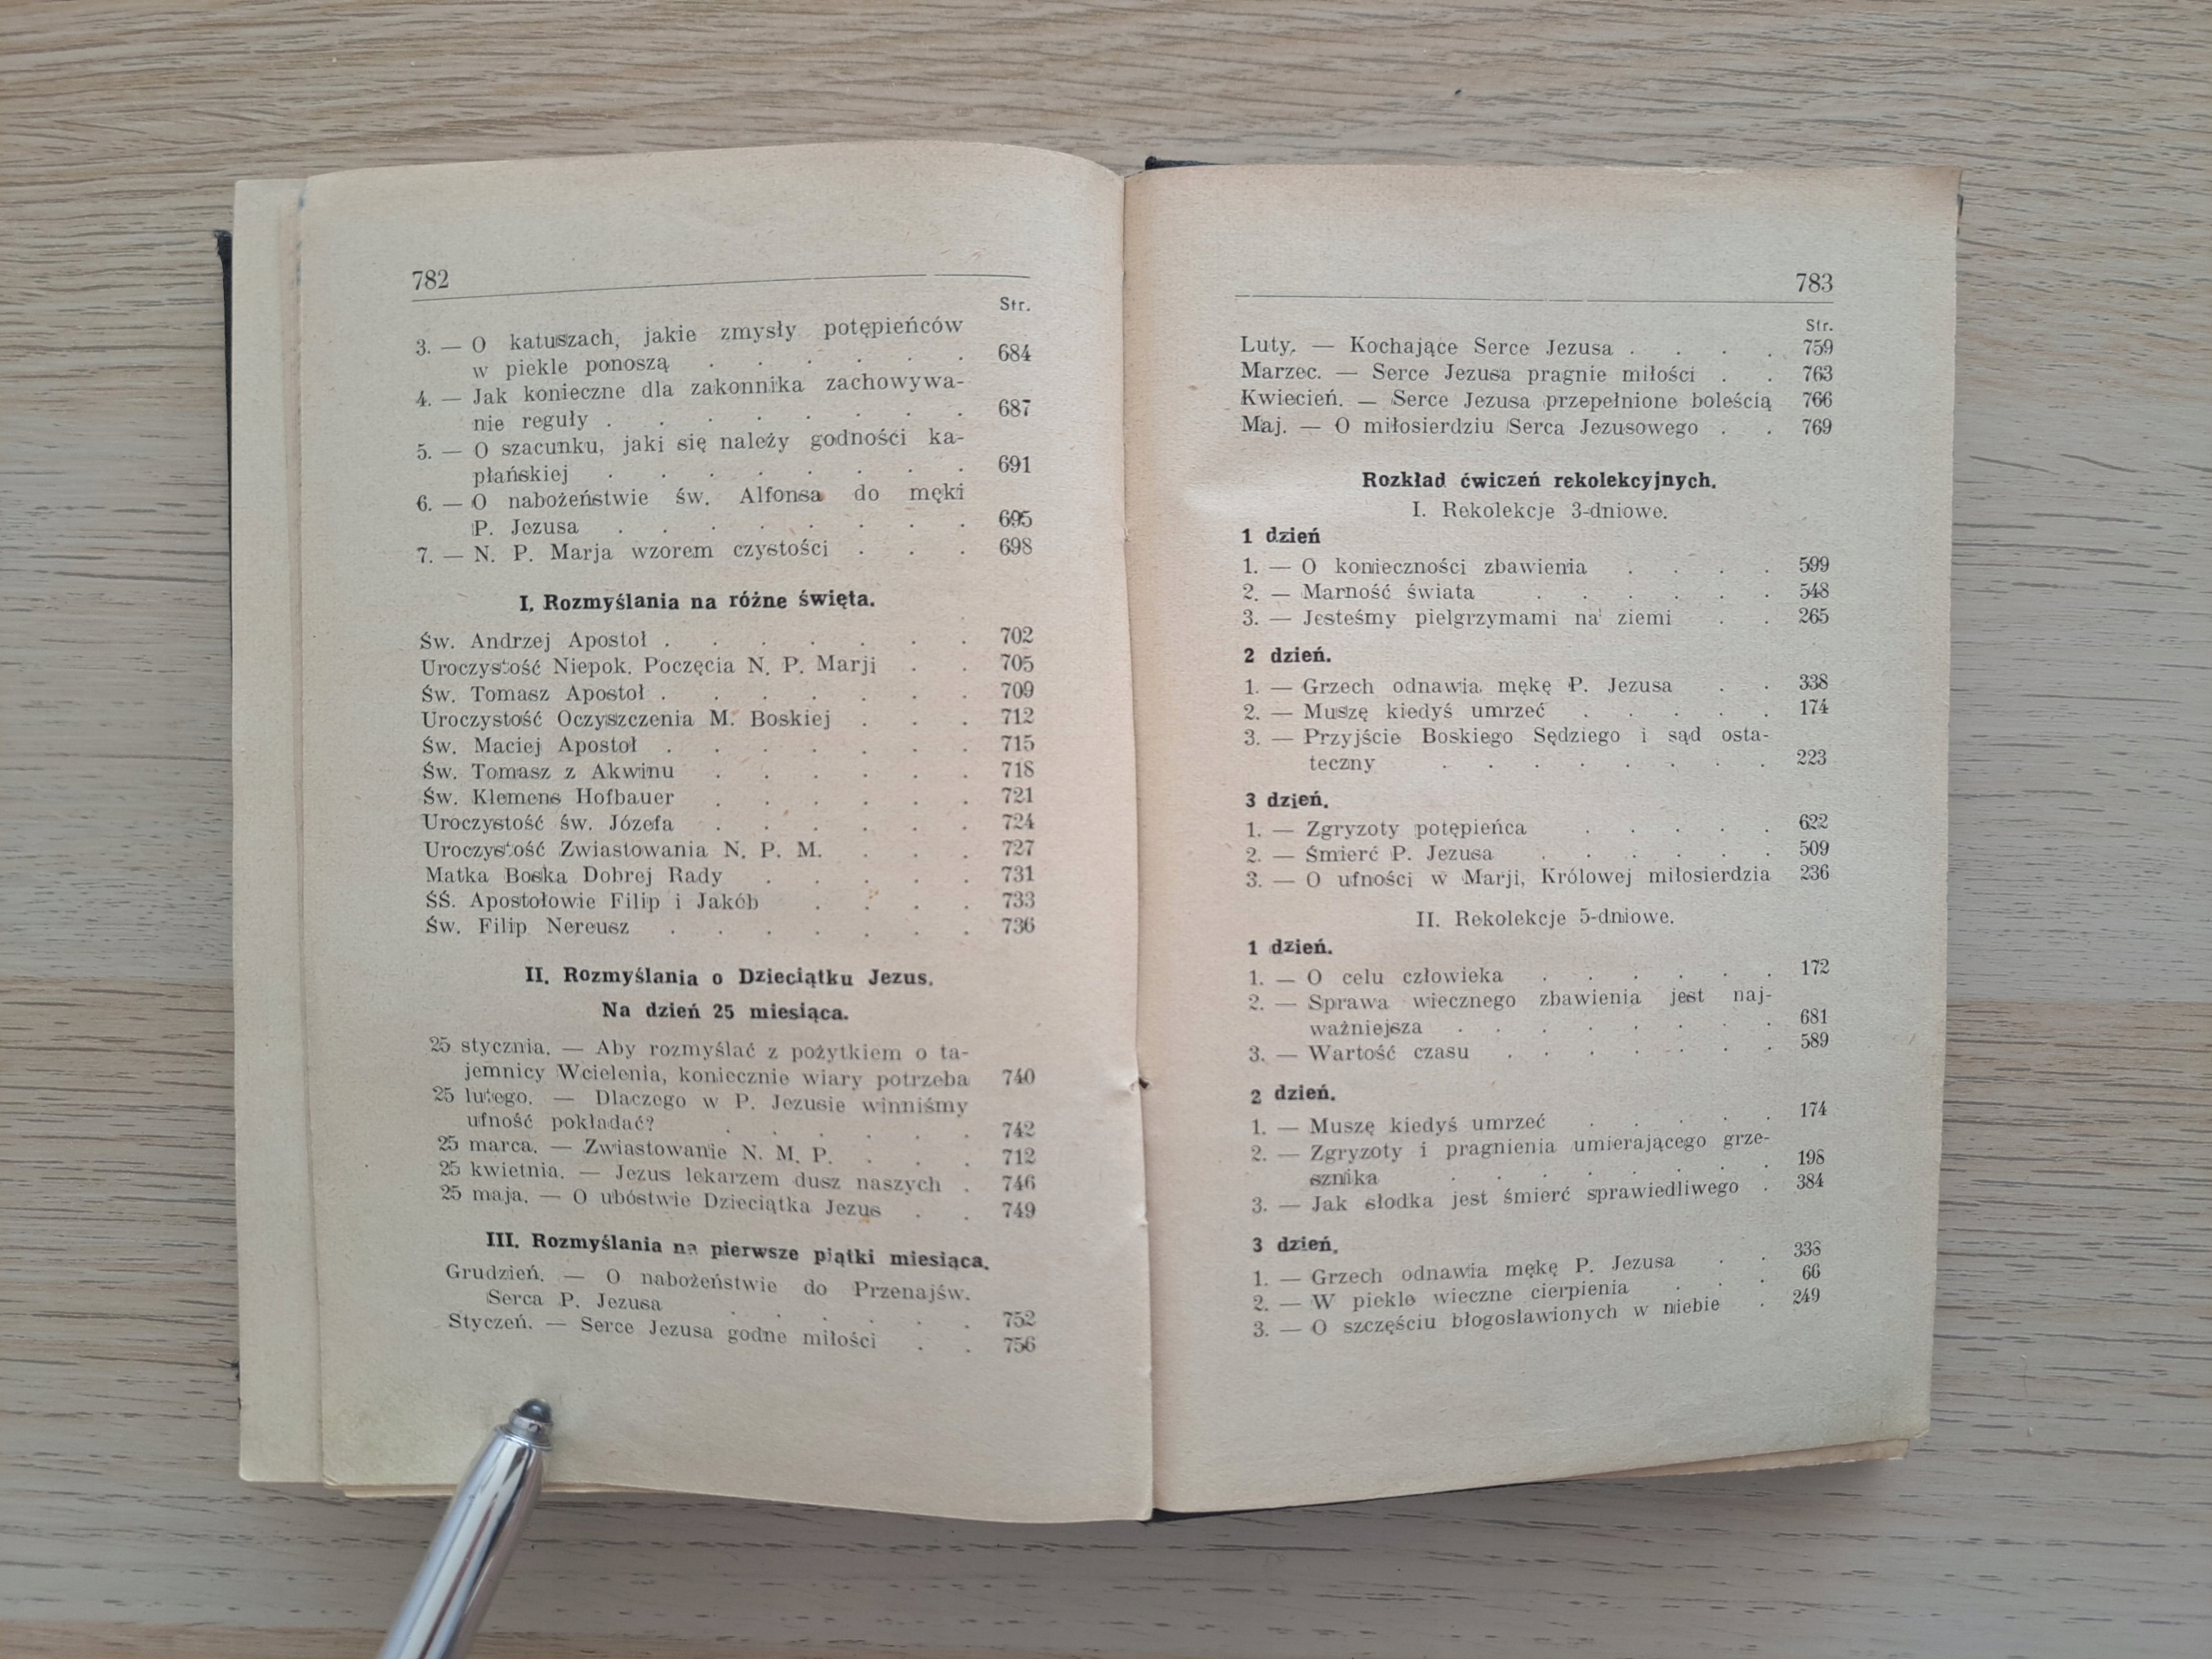 782
Str.
3. — O katuszach, jakie zmysły potępieńców
w piekle ponoszą . . . . . . 684
4. — Jak konieczne dla zakonnika zachowywa-
nie reguły . . . . . . . 687
5. — O szacunku, jaki się należy godności ka-
płańskiej . . . . . . . 691
6. — O nabożeństwie św. Alfonsa do męki
P. Jezusa . . . . . . . 695
7. — N. P. Marja wzorem czystości . . . 698
I. Rozmyślania na różne święta.
Św. Andrzej Apostoł . . . . . . . 702
Uroczystość Niepok. Poczęcia N. P. Marji . . 705
Św. Tomasz Apostoł . . . . . . . 709
Uroczystość Oczyszczenia M. Boskiej . . . 712
Św. Maciej Apostoł . . . . . . . 715
Św. Tomasz z Akwinu . . . . . . 718
Św. Klemens Hofbauer . . . . . . 721
Uroczystość św. Józefa . . . . . . 724
Uroczystość Zwiastowania N. P. M. . . . 727
Matka Boska Dobrej Rady . . . . . 731
ŚŚ. Apostołowie Filip i Jakób . . . . 733
Św. Filip Nereusz . . . . . . . 736
II. Rozmyślania o Dzieciątku Jezus.
Na dzień 25 miesiąca.
25 stycznia. — Aby rozmyślać z pożytkiem o ta-
jemnicy Wcielenia, koniecznie wiary potrzeba 740
25 lutego. — Dlaczego w P. Jezusie winniśmy
ufność pokładać? . . . . . . 742
25 marca. — Zwiastowanie N. M. P. . . . 712
25 kwietnia. — Jezus lekarzem dusz naszych . 746
25 maja. — O ubóstwie Dzieciątka Jezus . . 749
III. Rozmyślania na pierwsze piątki miesiąca.
Grudzień. — O nabożeństwie do Przenajśw.
Serca P. Jezusa . . . . . . 752
Styczeń. — Serce Jezusa godne miłości . . 756
783
Str.
Luty. — Kochające Serce Jezusa . . . . 759
Marzec. — Serce Jezusa pragnie miłości . . 763
Kwiecień. — Serce Jezusa przepełnione boleścią 766
Maj. — O miłosierdziu Serca Jezusowego . . 769
Rozkład ćwiczeń rekolekcyjnych.
I. Rekolekcje 3-dniowe.
1 dzień
1. — O konieczności zbawienia . . . . 599
2. — Marność świata . . . . . . 548
3. — Jesteśmy pielgrzymami na ziemi . . 265
2 dzień.
1. — Grzech odnawia mękę P. Jezusa . . 338
2. — Muszę kiedyś umrzeć . . . . . 174
3. — Przyjście Boskiego Sędziego i sąd osta-
teczny . . . . . . . . 223
3 dzień.
1. — Zgryzoty potępieńca . . . . . 622
2. — Śmierć P. Jezusa . . . . . . 509
3. — O ufności w Marji, Królowej miłosierdzia 236
II. Rekolekcje 5-dniowe.
1 dzień.
1. — O celu człowieka . . . . . . 172
2. — Sprawa wiecznego zbawienia jest naj-
ważniejsza . . . . . . . . 681
3. — Wartość czasu . . . . . . . 589
2 dzień.
1. — Muszę kiedyś umrzeć . . . . . 174
2. — Zgryzoty i pragnienia umierającego grze-
sznika . . . . . . . . 198
3. — Jak słodka jest śmierć sprawiedliwego . 384
3 dzień.
1. — Grzech odnawia mękę P. Jezusa . . 338
2. — W piekle wieczne cierpienia . . . 66
3. — O szczęściu błogosławionych w niebie . 249